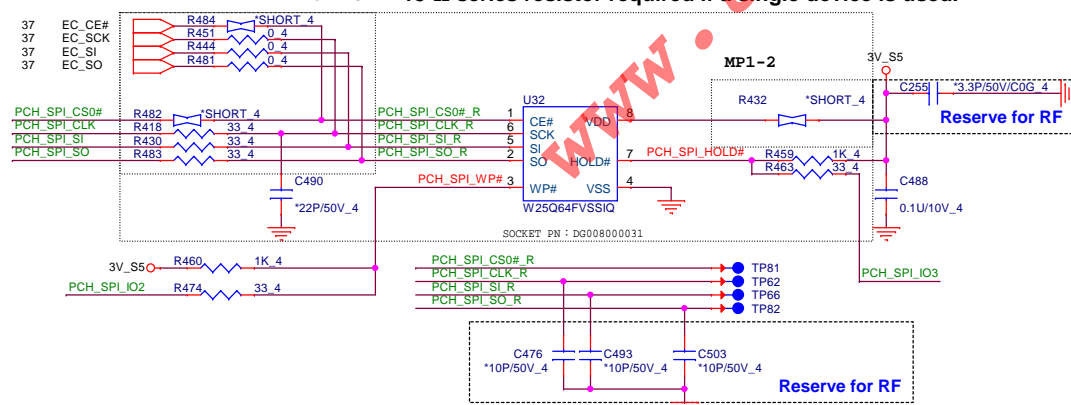 37 EC_CE# R484 *SHORT_4
37 EC_SCK R451 0_4
37 EC_SI R444 0_4
37 EC_SO R481 0_4
MP1-2
3V_S5
C255 *3.3P/50V/C0G_4
Reserve for RF
R432 *SHORT_4
PCH_SPI_CS0# R482 *SHORT_4 PCH_SPI_CS0#_R
PCH_SPI_CLK R418 33_4 PCH_SPI_CLK_R
PCH_SPI_SI R430 33_4 PCH_SPI_SI_R
PCH_SPI_SO R483 33_4 PCH_SPI_SO_R
U32
1 CE# VDD 8
6 SCK
5 SI
2 SO HOLD# 7
3 WP# VSS 4
W25Q64FVSSIQ
PCH_SPI_HOLD# R459 1K_4
R463 33_4
PCH_SPI_WP#
C490
*22P/50V_4
C488
0.1U/10V_4
SOCKET PN：DG008000031
3V_S5 R460 1K_4
PCH_SPI_IO2 R474 33_4
PCH_SPI_IO3
PCH_SPI_CS0#_R TP81
PCH_SPI_CLK_R TP62
PCH_SPI_SI_R TP66
PCH_SPI_SO_R TP82
C476 C493 C503
*10P/50V_4 *10P/50V_4 *10P/50V_4
Reserve for RF
www.